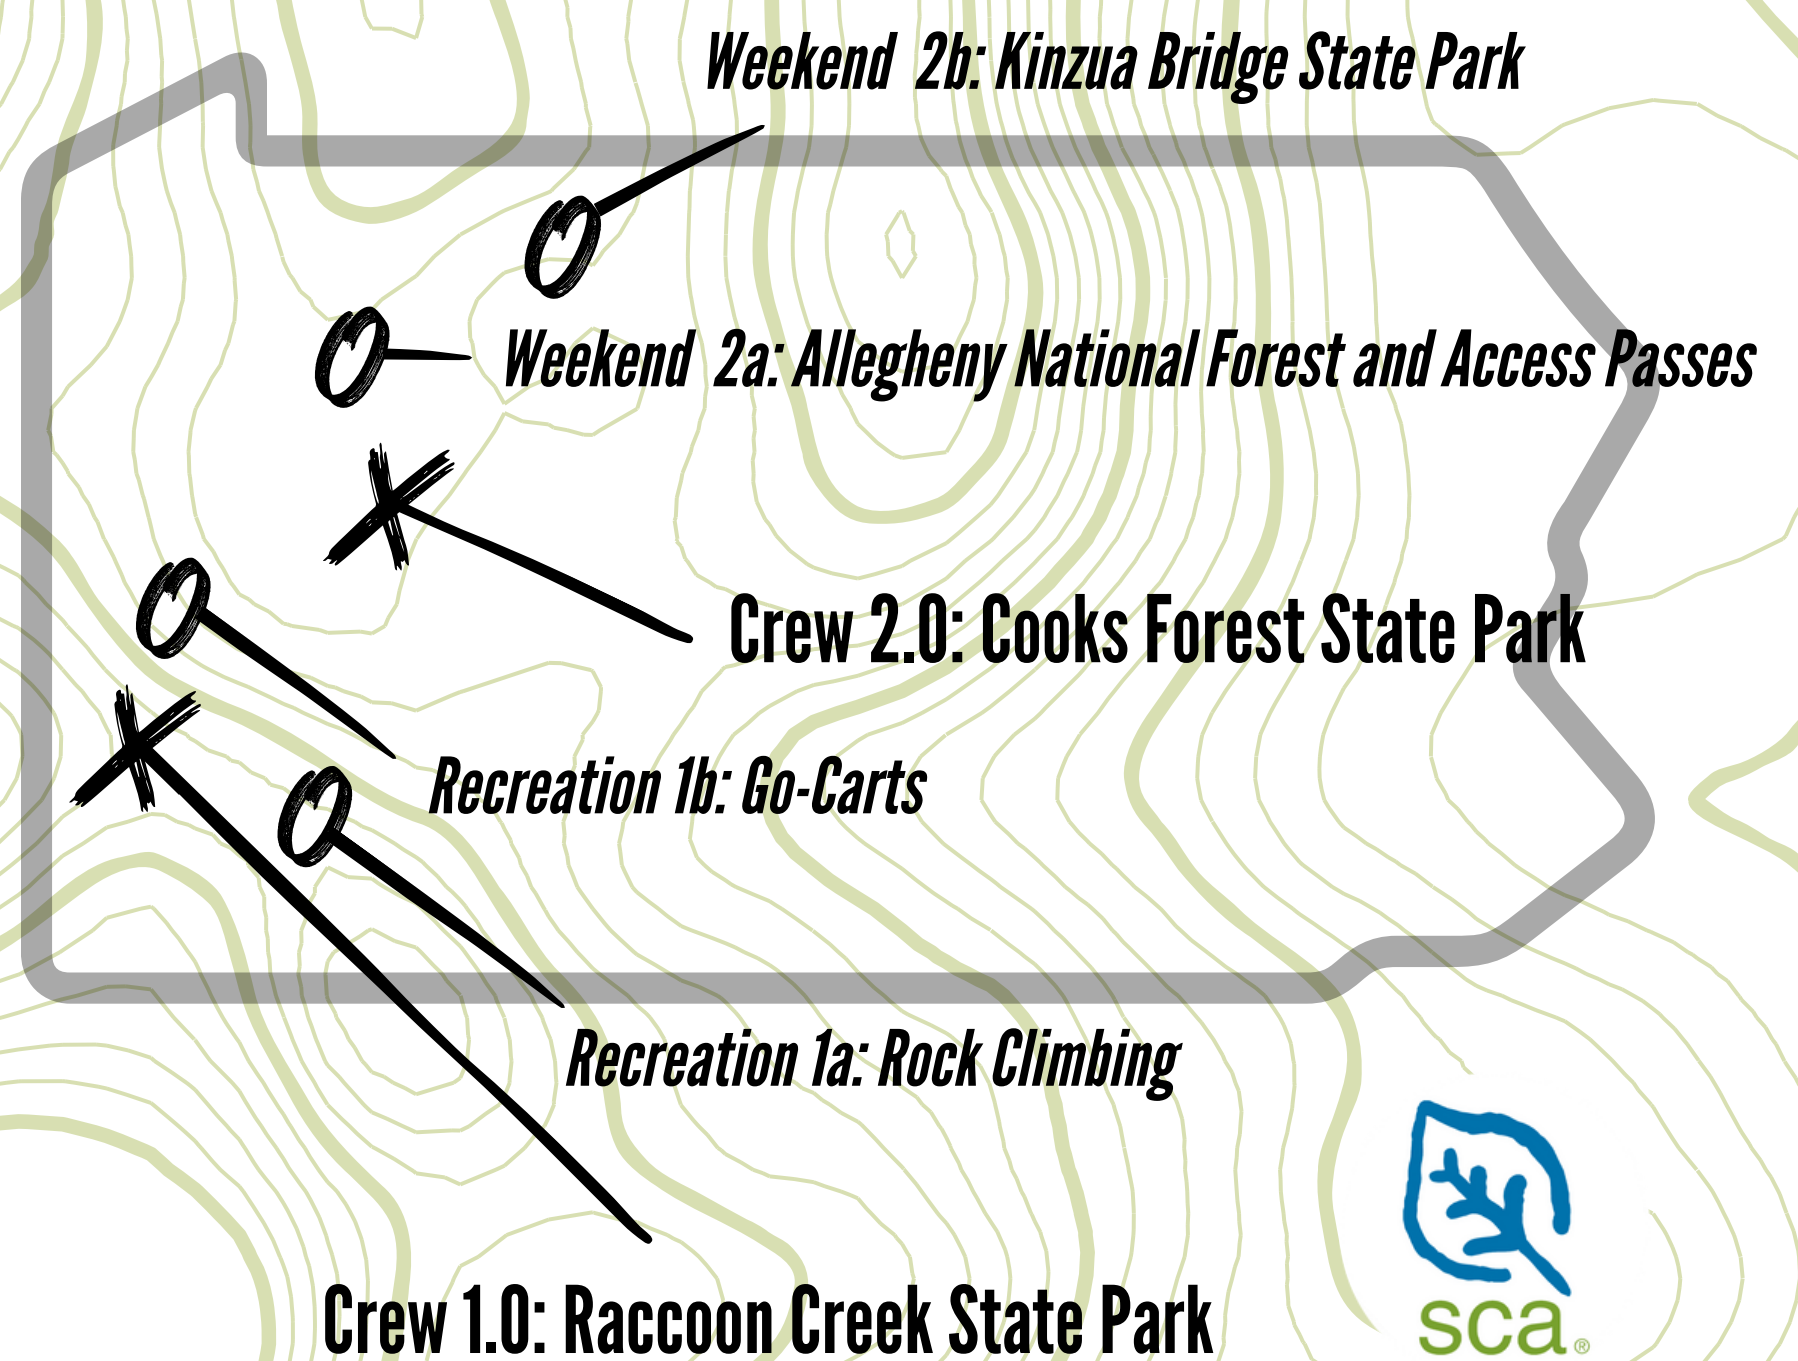 Weekend 2b: Kinzua Bridge State Park
Weekend 2a: Allegheny National Forest and Access Passes
Crew 2.0: Cooks Forest State Park
Recreation 1b: Go-Carts
Recreation 1a: Rock Climbing
Crew 1.0: Raccoon Creek State Park
sca®